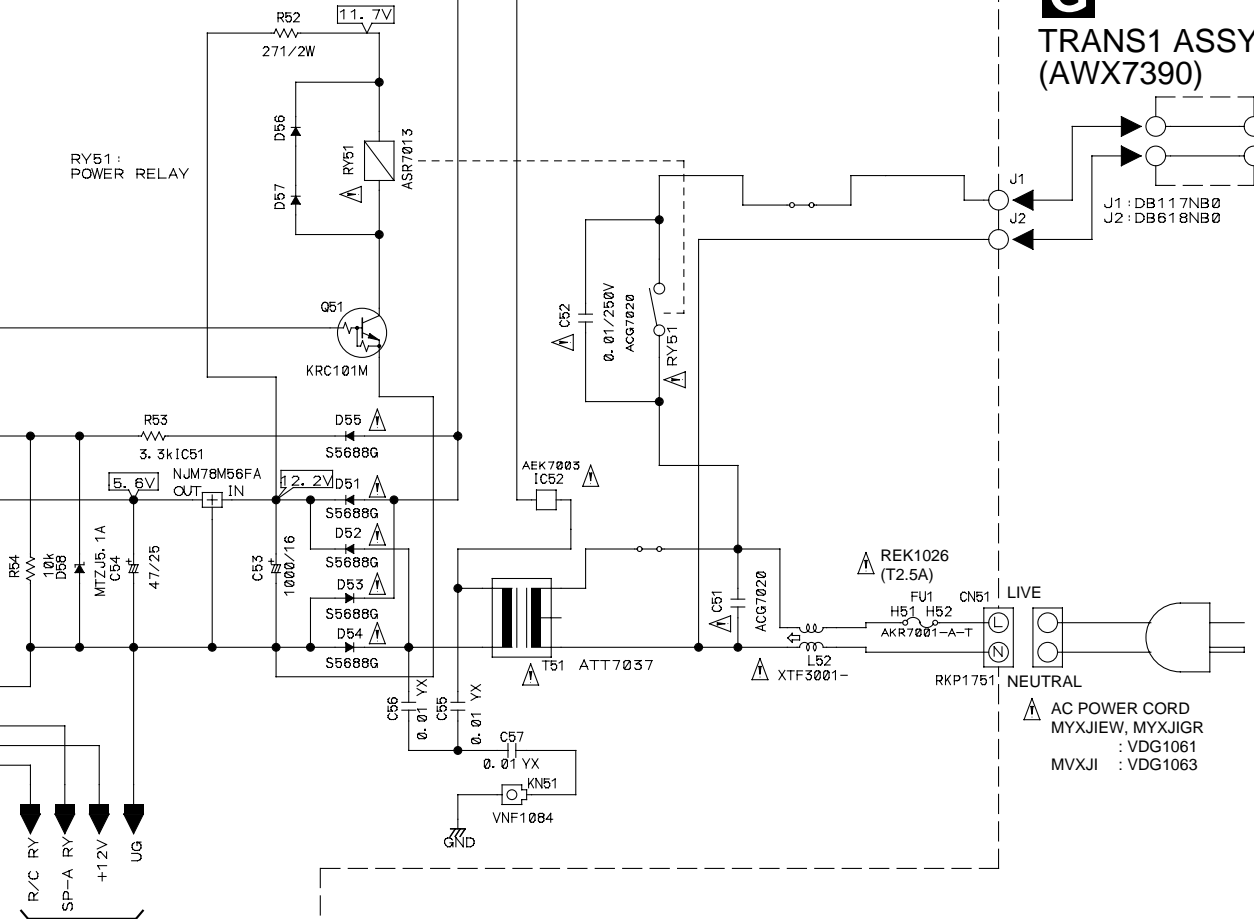 R52
271/2W
11.7V
G
TRANS1 ASSY
(AWX7390)
D56
RY51
ASR7013
RY51:
POWER RELAY
D57
J1
J2
J1:DB117NB0
J2:DB618NB0
Q51
KRC101M
C52
0.01/250V
ACG7020
RY51
R53
3.3k
D55
S5688G
IC51
NJM78M56FA
OUT
IN
5.6V
12.2V
D51
S5688G
AEK7003
IC52
D52
S5688G
R54
10k
D58
MTZJ5.1A
C54
47/25
C53
1000/16
D53
S5688G
D54
S5688G
C51
ACG7020
REK1026
(T2.5A)
FU1
H51
H52
AKR7001-A-T
CN51
LIVE
L
N
L52
XTF3001-
RKP1751
NEUTRAL
T51
ATT7037
AC POWER CORD
MYXJIEW, MYXJIGR
: VDG1061
MVXJI : VDG1063
C56
0.01 YX
C55
0.01 YX
C57
0.01 YX
KN51
VNF1084
GND
R/C RY
SP-A RY
+12V
UG